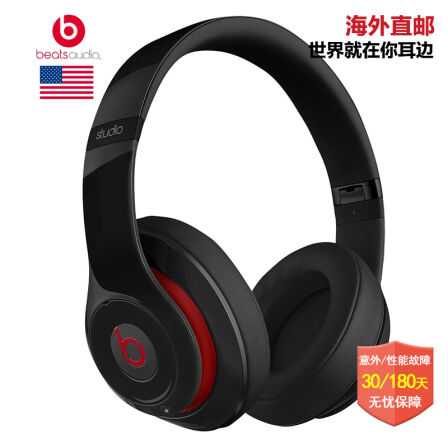 b
beatsaudio.
海外直邮
世界就在你耳边
studio
L
b
意外/性能故障
30/180天
无忧保障